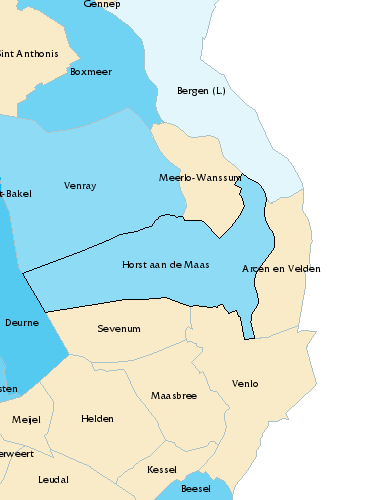 Gennep
int Anthonis
Boxmeer
Bergen (L.)
Meerlo-Wanssum
Venray
t-Bakel
Horst aan de Maas
Arcen en Velden
Deurne
Sevenum
Venlo
sten
Maasbree
Meijel
Helden
erweert
Kessel
Leudal
Beesel